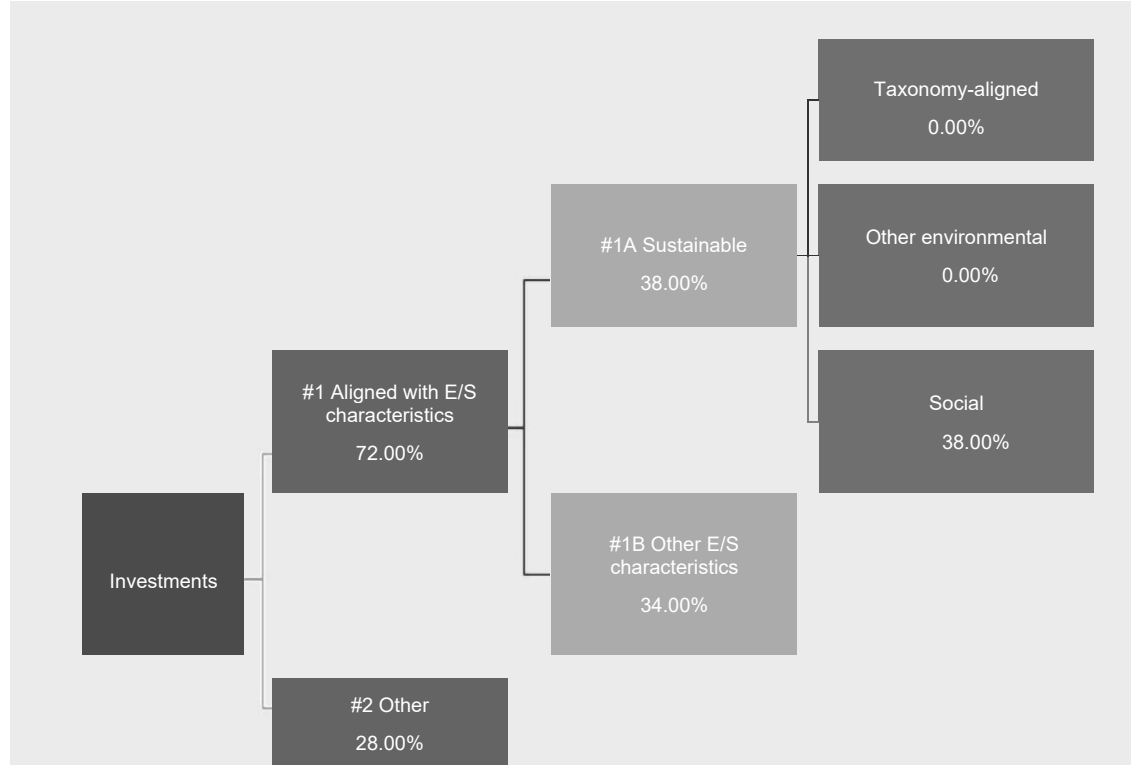 Taxonomy-aligned
0.00%
#1A Sustainable
38.00%
Other environmental
0.00%
#1 Aligned with E/S
characteristics
72.00%
Social
38.00%
Investments
#1B Other E/S
characteristics
34.00%
#2 Other
28.00%